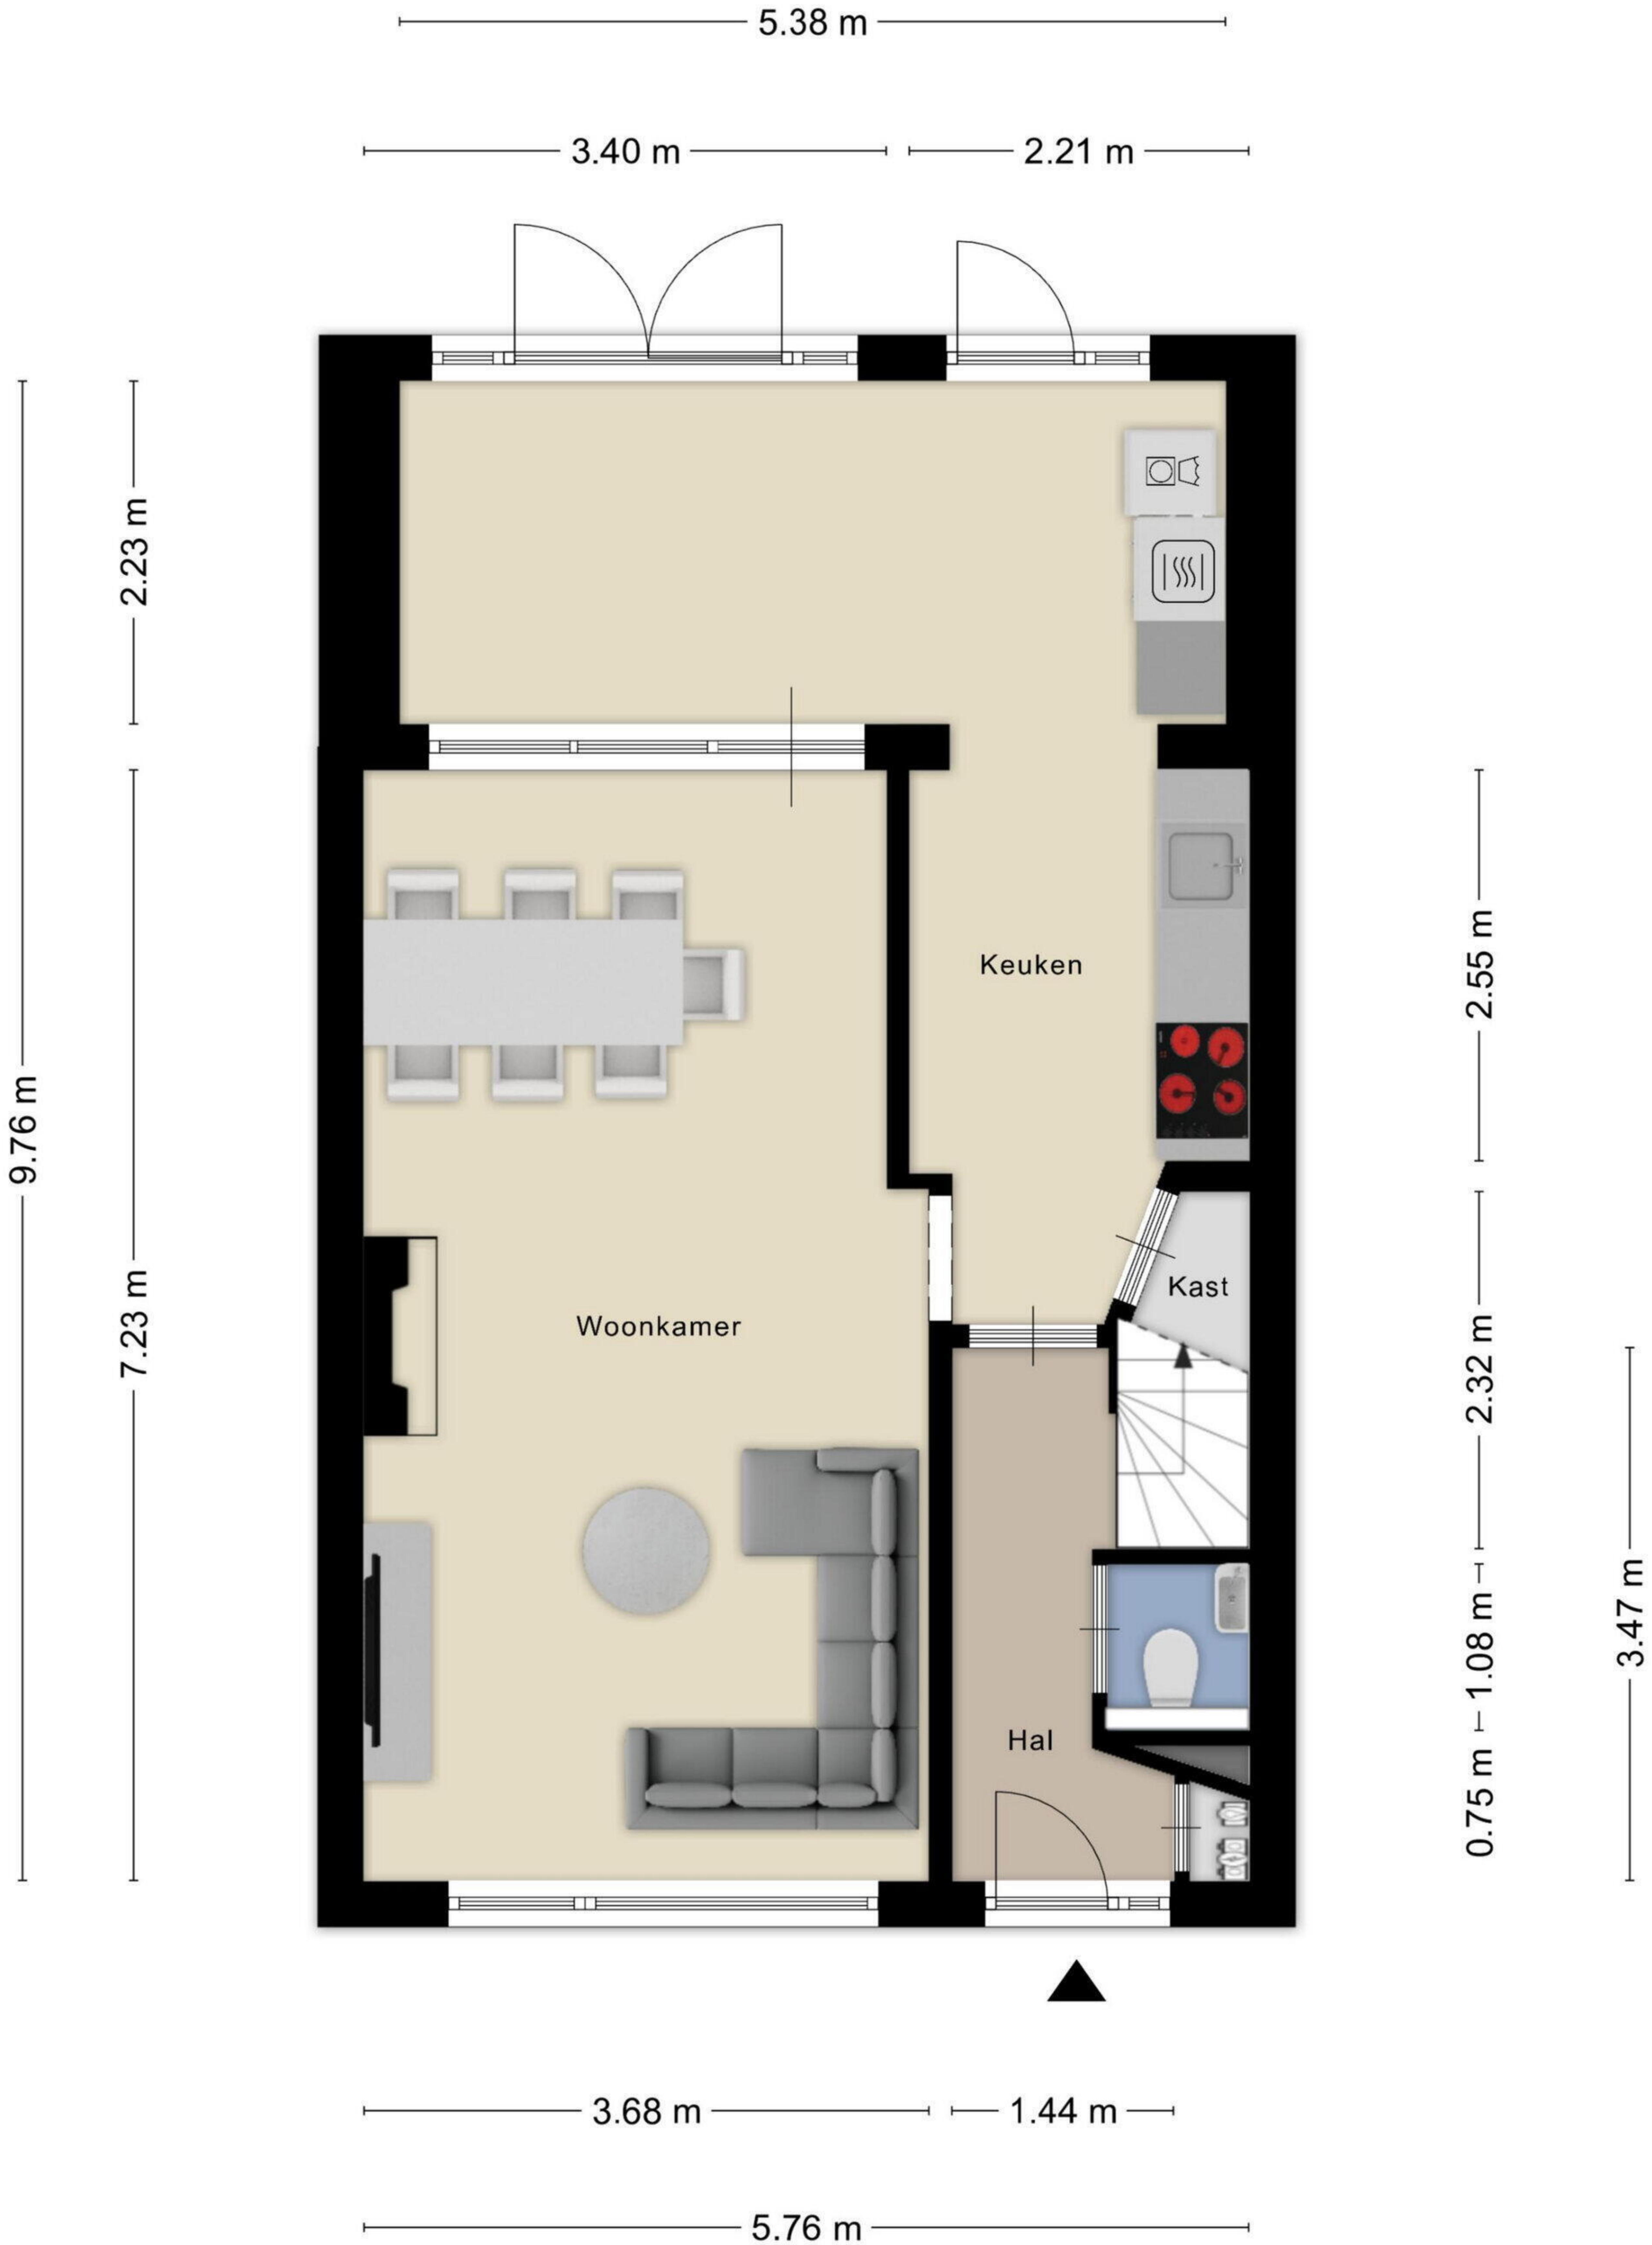 5.38 m
3.40 m
2.21 m
2.23 m
2.55 m
Keuken
9.76 m
Kast
Woonkamer
7.23 m
2.32 m
3.47 m
1.08 m
Hal
0.75 m
3.68 m
1.44 m
5.76 m